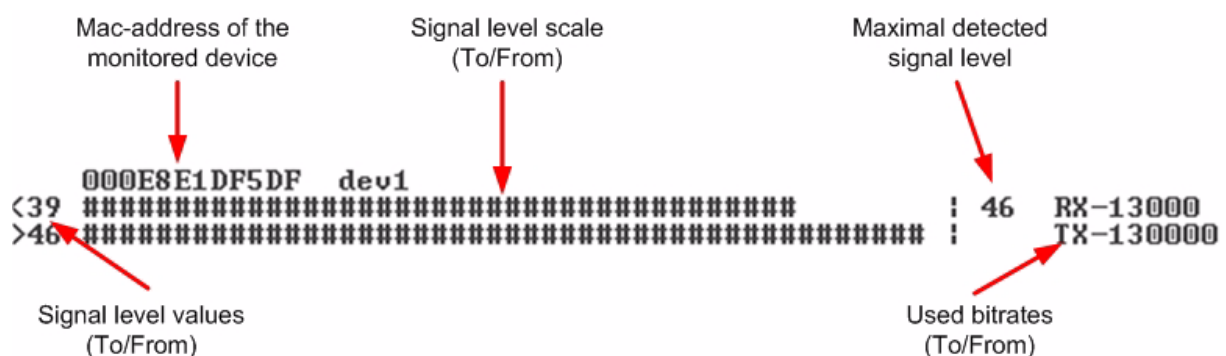 Mac-address of the
monitored device
Signal level scale
(To/From)
Maximal detected
signal level
000E8E1DF5DF dev1
<39 ####################################### ¦ 46 RX-13000
>46 ############################################## ¦ TX-130000
Signal level values
(To/From)
Used bitrates
(To/From)